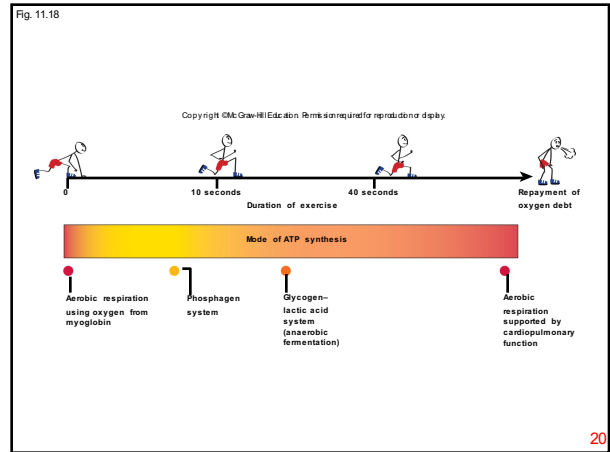 Fig. 11.18
Copyright © McGraw-Hill Education. Permission required for reproduction or display.
0
10 seconds
40 seconds
Repayment of
oxygen debt
Duration of exercise
Mode of ATP synthesis
Aerobic respiration
using oxygen from
myoglobin
Phosphagen
system
Glycogen–
lactic acid
system
(anaerobic
fermentation)
Aerobic
respiration
supported by
cardiopulmonary
function
20